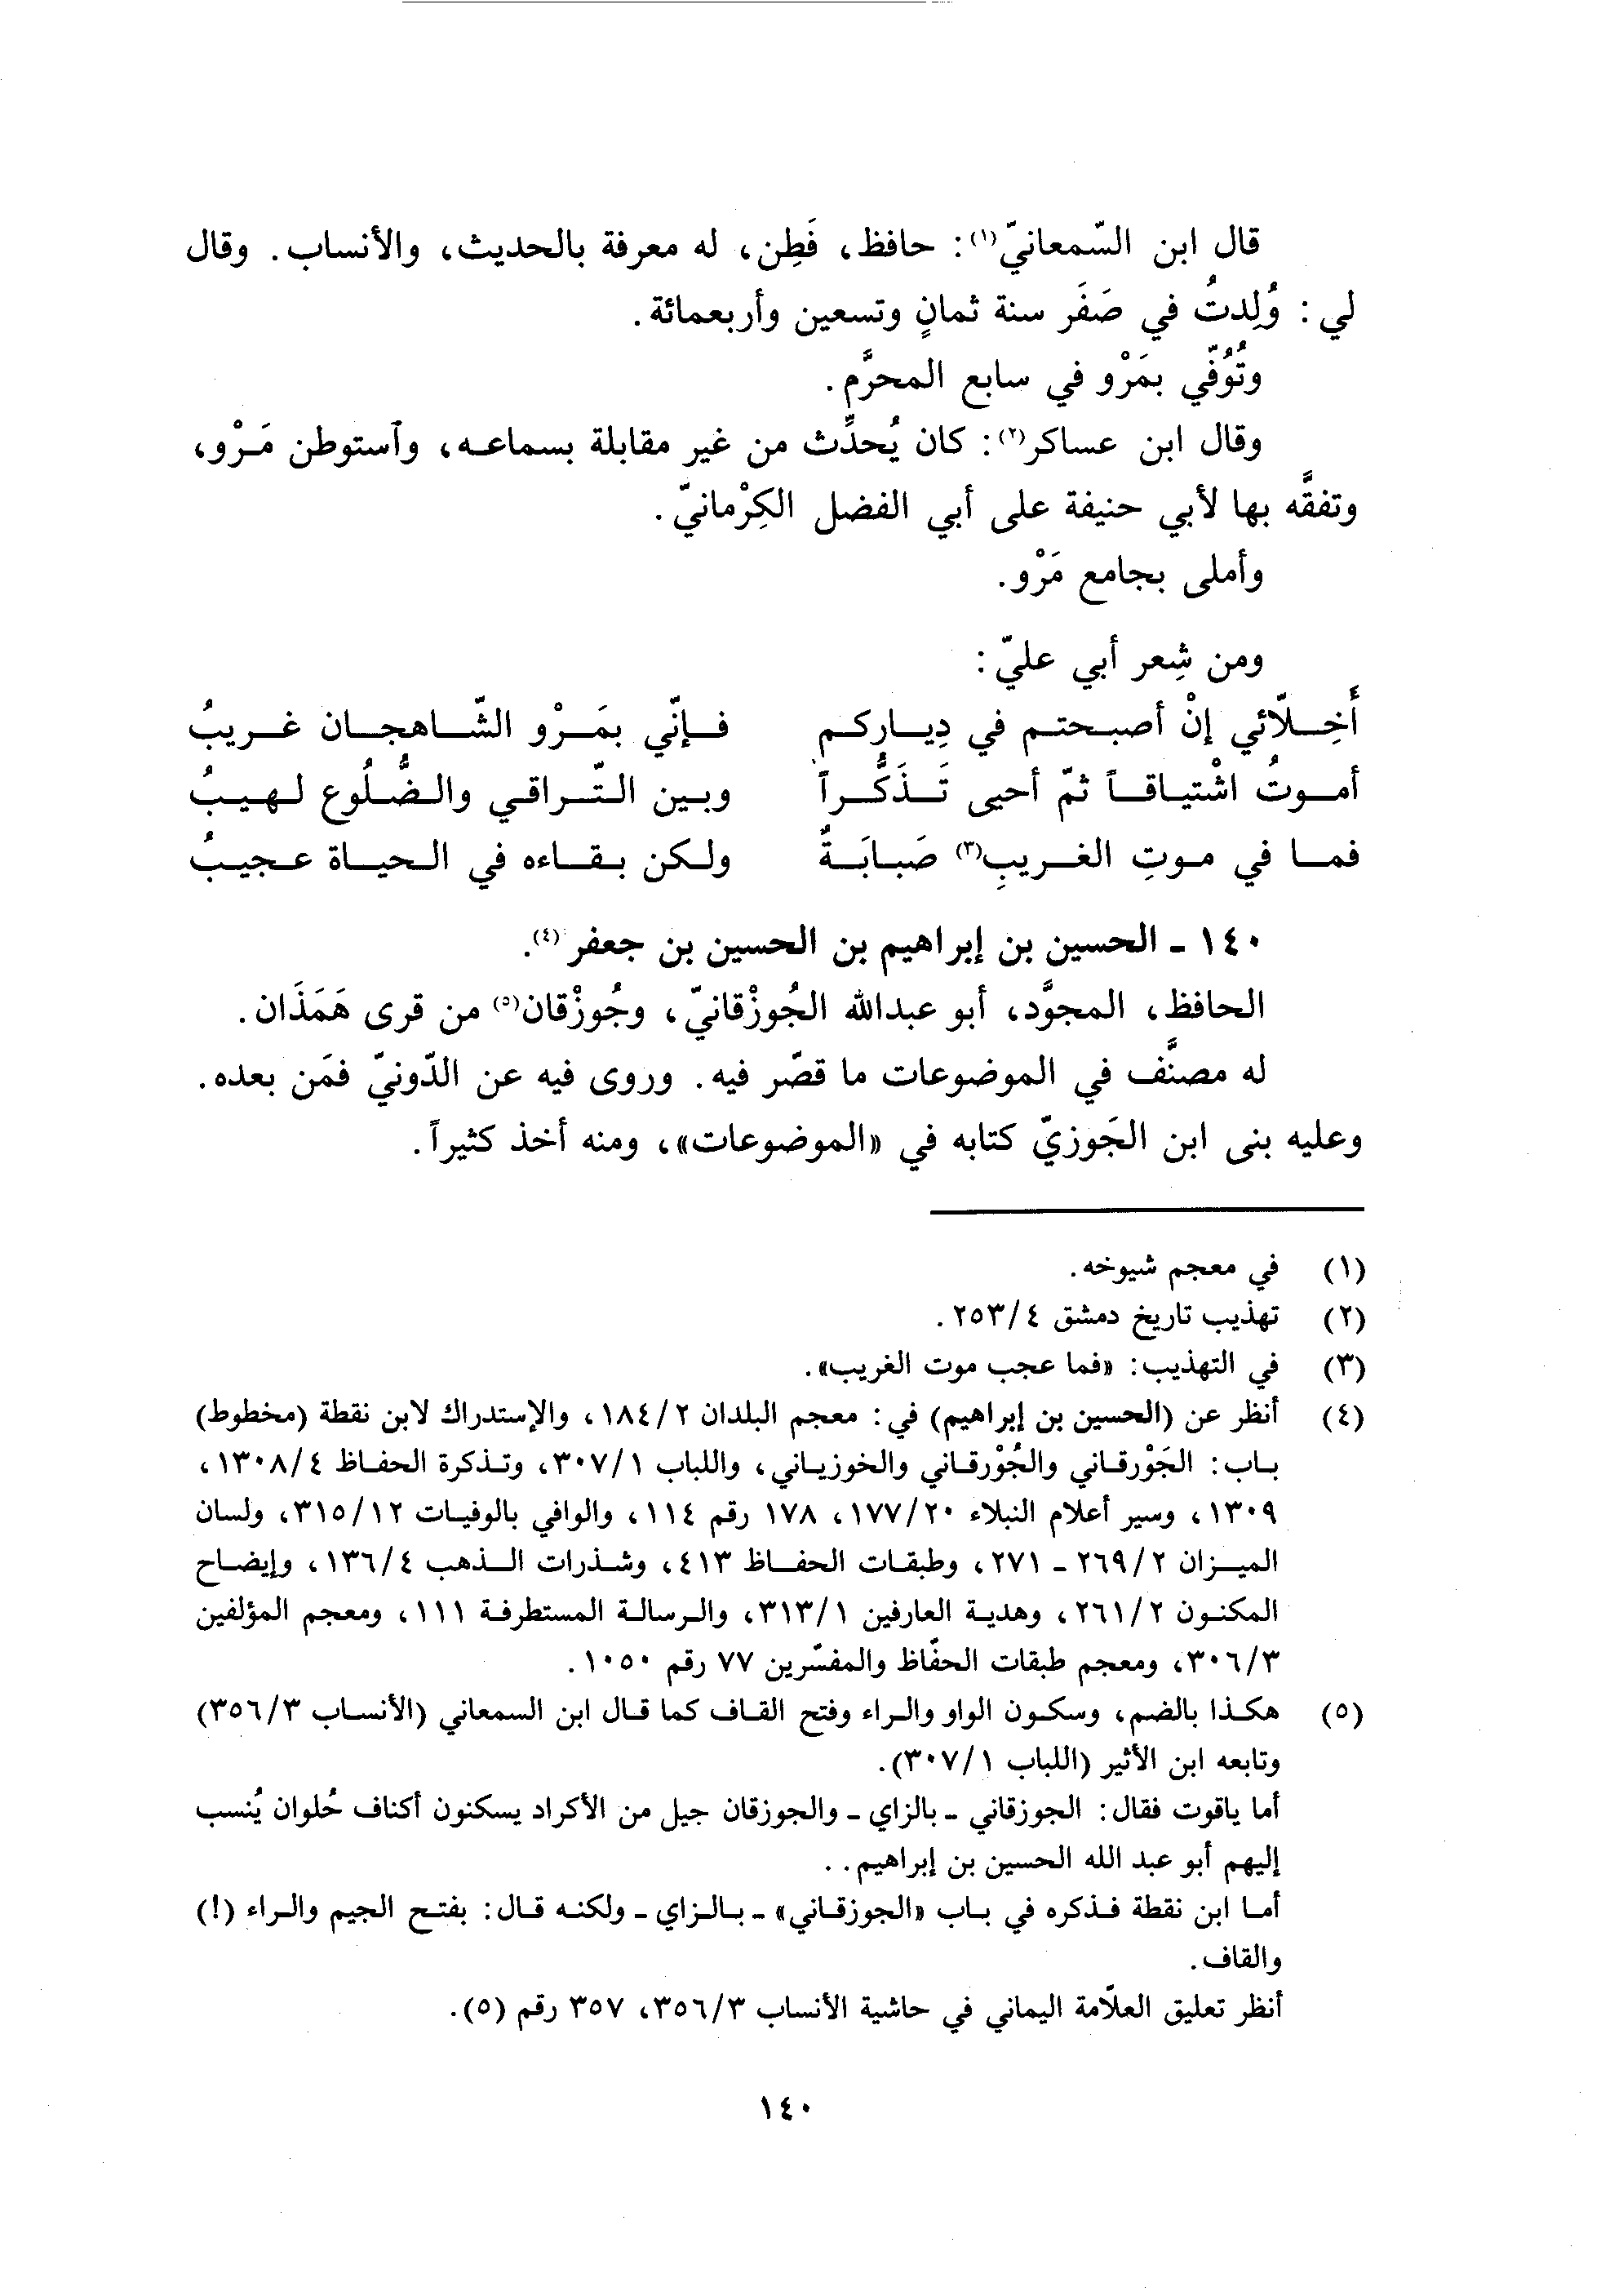 قال ابن السّمعانيّ(١): حافظ، فَطِن، له معرفة بالحديث، والأنساب. وقال
لي: وُلِدتُ في صَفَر سنة ثمانٍ وتسعين وأربعمائة.
وتُوُفّي بمَرْو في سابع المحرَّم.
وقال ابن عساكر(٢): كان يُحدِّث من غير مقابلة بسماعه، وٱستوطن مَرْو،
وتفقَّه بها لأبي حنيفة على أبي الفضل الكِرْمانيّ.
وأملى بجامع مَرْو.
ومن شِعر أبي عليّ:
أَخِلّائي إنْ أصبحتم في دِياركم فإنّي بمَرْو الشّاهجان غريبُ
أموتُ اشْتياقاً ثمّ أحيى تَذَكُّراً وبين التّراقي والضُّلُوع لهيبُ
فما في موتِ الغريبِ(٣) صَبابَةٌ ولكن بقاءه في الحياة عجيبُ
١٤٠ - الحسين بن إبراهيم بن الحسين بن جعفر(٤).
الحافظ، المجوَّد، أبو عبدالله الجُوزْقانيّ، وجُوزْقان(٥) من قرى هَمَذَان.
له مصنَّف في الموضوعات ما قصّر فيه. وروى فيه عن الدّونيّ فمَن بعده.
وعليه بنى ابن الجَوزيّ كتابه في «الموضوعات»، ومنه أخذ كثيراً.
(١) في معجم شيوخه.
(٢) تهذيب تاريخ دمشق ٢٥٣/٤.
(٣) في التهذيب: «فما عجب موت الغريب».
(٤) أنظر عن (الحسين بن إبراهيم) في: معجم البلدان ١٨٤/٢، والإستدراك لابن نقطة (مخطوط)
باب: الجَوْرقاني والجُوْرقاني والخوزياني، واللباب ٣٠٧/١، وتذكرة الحفاظ ١٣٠٨/٤،
١٣٠٩، وسير أعلام النبلاء ١٧٧/٢٠، ١٧٨ رقم ١١٤، والوافي بالوفيات ٣١٥/١٢، ولسان
الميزان ٢٦٩/٢ - ٢٧١، وطبقات الحفاظ ٤١٣، وشذرات الذهب ١٣٦/٤، وإيضاح
المكنون ٢٦١/٢، وهدية العارفين ٣١٣/١، والرسالة المستطرفة ١١١، ومعجم المؤلفين
٣٠٦/٣، ومعجم طبقات الحفّاظ والمفسّرين ٧٧ رقم ١٠٥٠.
(٥) هكذا بالضم، وسكون الواو والراء وفتح القاف كما قال ابن السمعاني (الأنساب ٣٥٦/٣)
وتابعه ابن الأثير (اللباب ٣٠٧/١).
أما ياقوت فقال: الجوزقاني - بالزاي - والجوزقان جيل من الأكراد يسكنون أكناف حُلوان يُنسب
إليهم أبو عبد الله الحسين بن إبراهيم..
أما ابن نقطة فذكره في باب «الجوزقاني» - بالزاي - ولكنه قال: بفتح الجيم والراء (!)
والقاف.
أنظر تعليق العلّامة اليماني في حاشية الأنساب ٣٥٦/٣، ٣٥٧ رقم (٥).
١٤٠